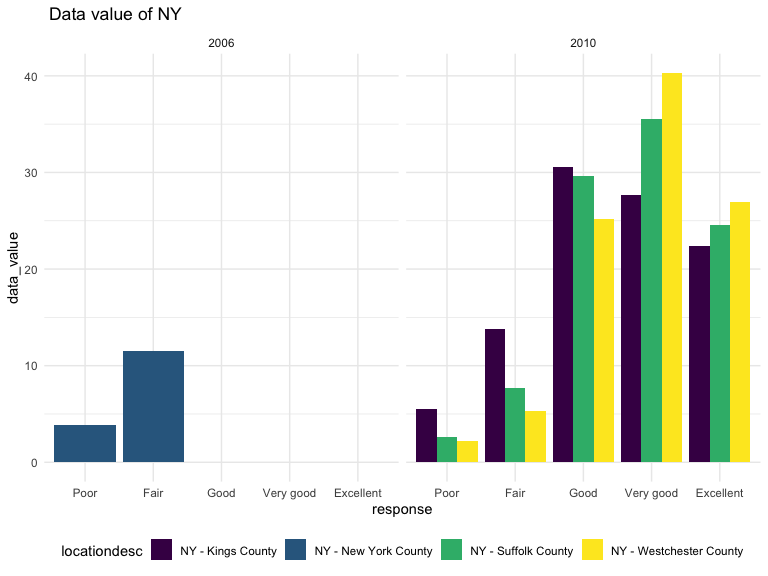 Data value of NY
2006 2010
40
30
20
10
0
data_value
Poor Fair Good Very good Excellent Poor Fair Good Very good Excellent
response
locationdesc NY - Kings County NY - New York County NY - Suffolk County NY - Westchester County